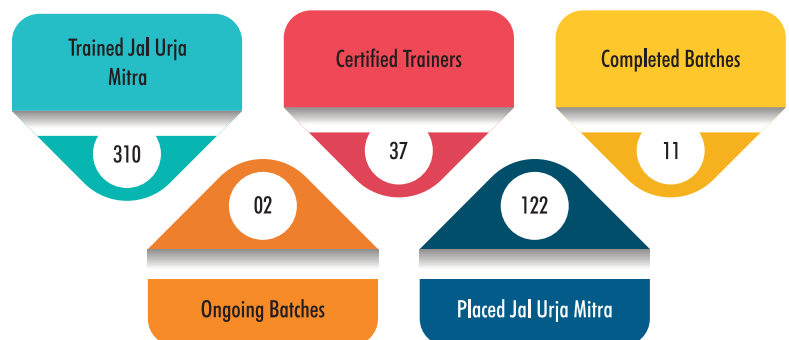 Trained Jal Urja
Mitra
310
Certified Trainers
37
Completed Batches
11
02
Ongoing Batches
122
Placed Jal Urja Mitra